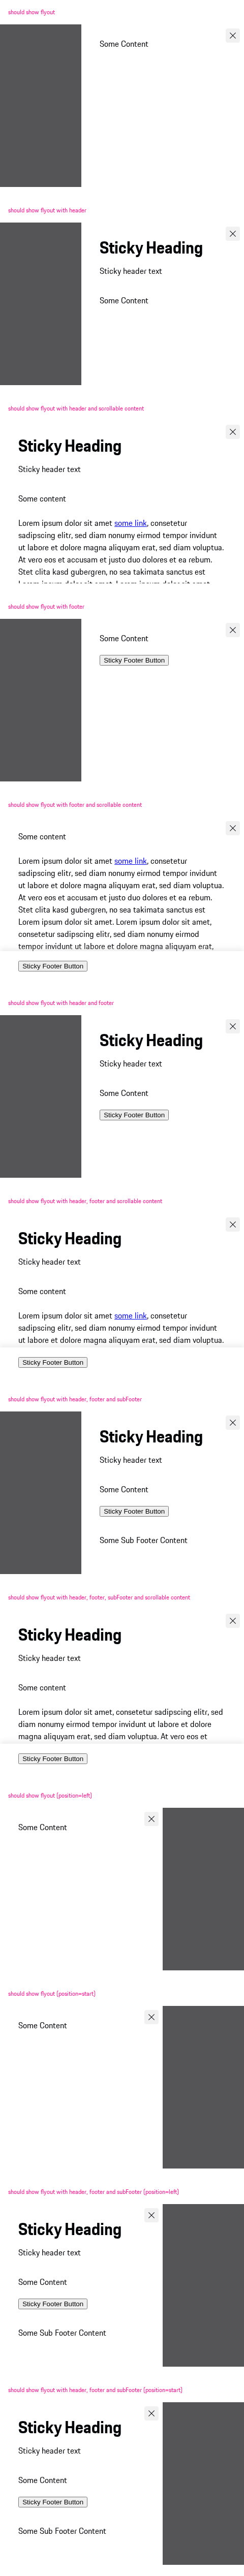 should show flyout
Some Content
should show flyout with header
Sticky Heading
Sticky header text
Some Content
should show flyout with header and scrollable content
Sticky Heading
Sticky header text
Some content
Lorem ipsum dolor sit amet some link, consetetur
sadipscing elitr, sed diam nonumy eirmod tempor invidunt
ut labore et dolore magna aliquyam erat, sed diam voluptua.
At vero eos et accusam et justo duo dolores et ea rebum.
Stet clita kasd gubergren, no sea takimata sanctus est
Lorem ipsum dolor sit amet. Lorem ipsum dolor sit amet,
should show flyout with footer
Some Content
Sticky Footer Button
should show flyout with footer and scrollable content
Some content
Lorem ipsum dolor sit amet some link, consetetur
sadipscing elitr, sed diam nonumy eirmod tempor invidunt
ut labore et dolore magna aliquyam erat, sed diam voluptua.
At vero eos et accusam et justo duo dolores et ea rebum.
Stet clita kasd gubergren, no sea takimata sanctus est
Lorem ipsum dolor sit amet. Lorem ipsum dolor sit amet,
consetetur sadipscing elitr, sed diam nonumy eirmod
tempor invidunt ut labore et dolore magna aliquyam erat,
Sticky Footer Button
should show flyout with header and footer
Sticky Heading
Sticky header text
Some Content
Sticky Footer Button
should show flyout with header, footer and scrollable content
Sticky Heading
Sticky header text
Some content
Lorem ipsum dolor sit amet some link, consetetur
sadipscing elitr, sed diam nonumy eirmod tempor invidunt
ut labore et dolore magna aliquyam erat, sed diam voluptua.
Sticky Footer Button
should show flyout with header, footer and subFooter
Sticky Heading
Sticky header text
Some Content
Sticky Footer Button
Some Sub Footer Content
should show flyout with header, footer, subFooter and scrollable content
Sticky Heading
Sticky header text
Some content
Lorem ipsum dolor sit amet, consetetur sadipscing elitr, sed
diam nonumy eirmod tempor invidunt ut labore et dolore
magna aliquyam erat, sed diam voluptua. At vero eos et
Sticky Footer Button
should show flyout (position=left)
Some Content
should show flyout (position=start)
Some Content
should show flyout with header, footer and subFooter (position=left)
Sticky Heading
Sticky header text
Some Content
Sticky Footer Button
Some Sub Footer Content
should show flyout with header, footer and subFooter (position=start)
Sticky Heading
Sticky header text
Some Content
Sticky Footer Button
Some Sub Footer Content